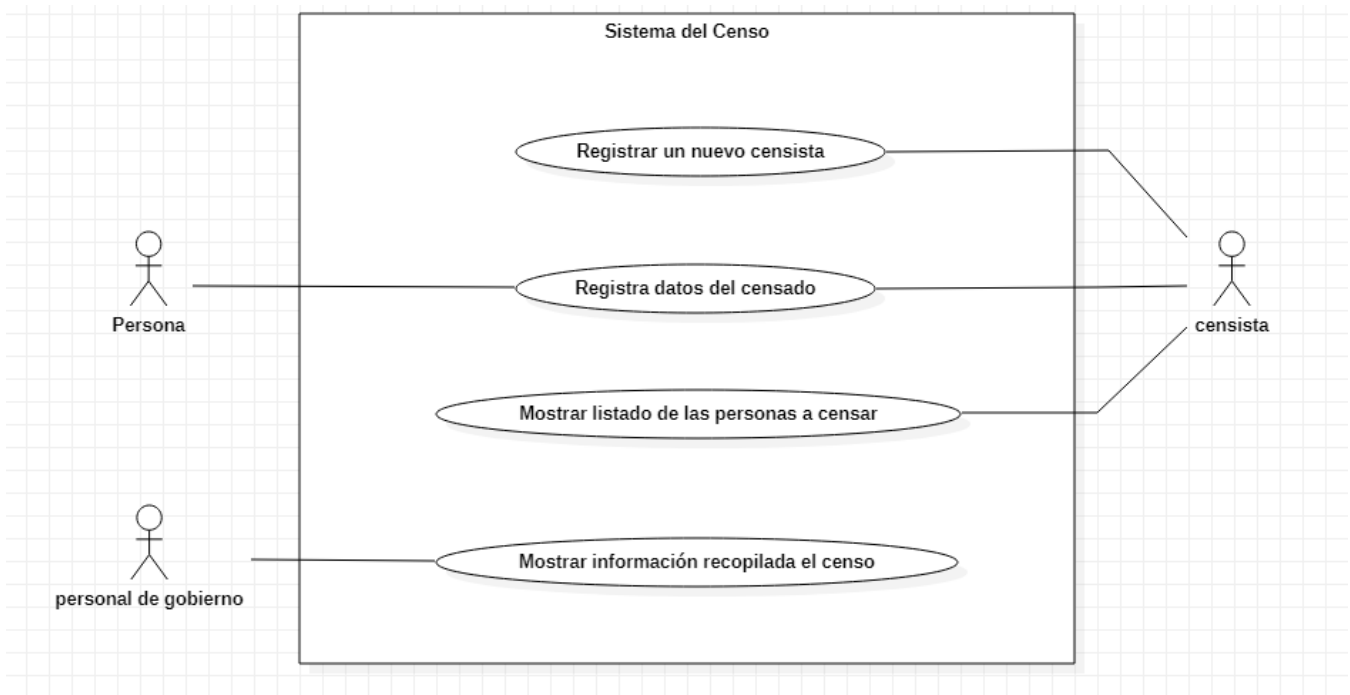 Sistema del Censo
Registrar un nuevo censista
Registra datos del censado
Persona
censista
Mostrar listado de las personas a censar
Mostrar información recopilada el censo
personal de gobierno